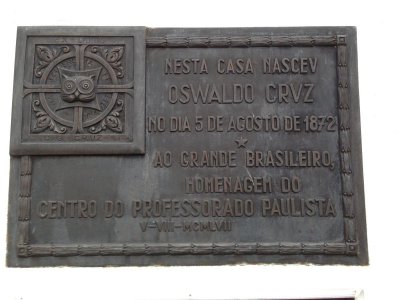 NESTA CASA NASCEV
OSWALDO CRVZ
NO DIA 5 DE AGOSTO DE 1872
AO GRANDE BRASILEIRO,
HOMENAGEM DO
CENTRO DO PROFESSORADO PAULISTA
V-VIII-MCMLVII